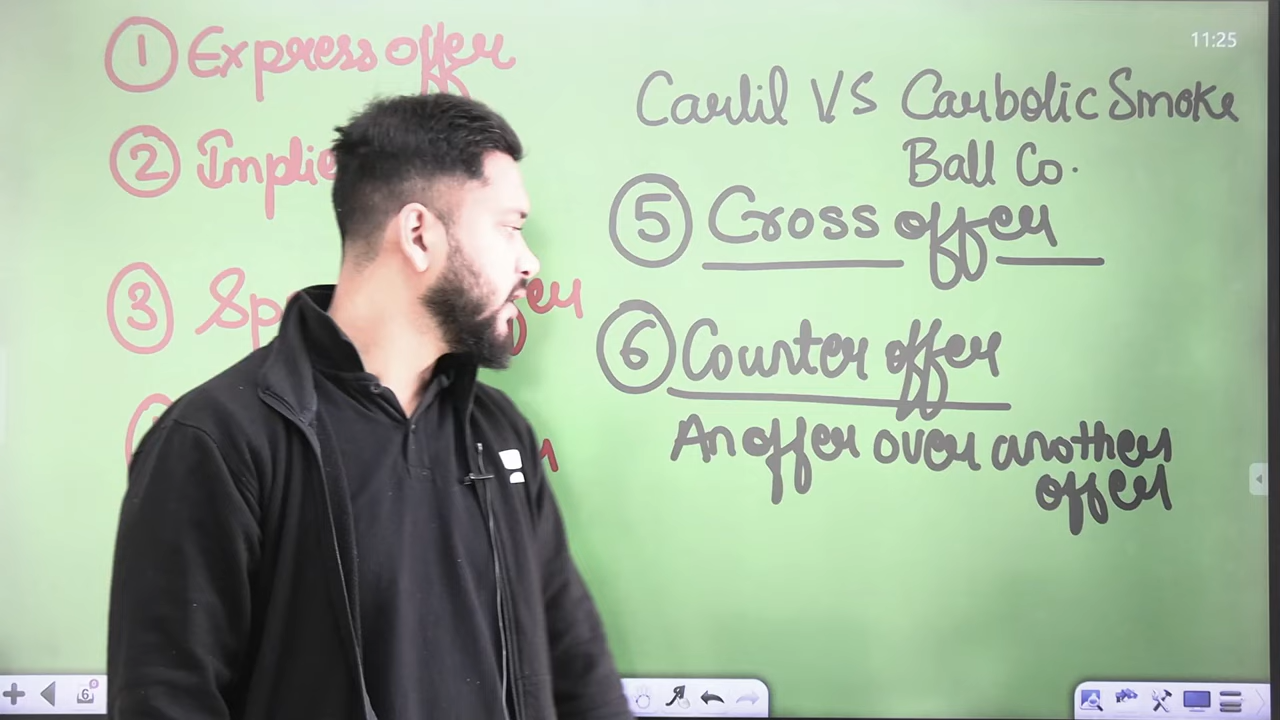 ① Express offer
② Implie
③ Sp
11:25
Carlil VS Carbolic Smoke
Ball Co.
⑤ Cross offer
⑥ Counter offer
An offer over another
offer
6